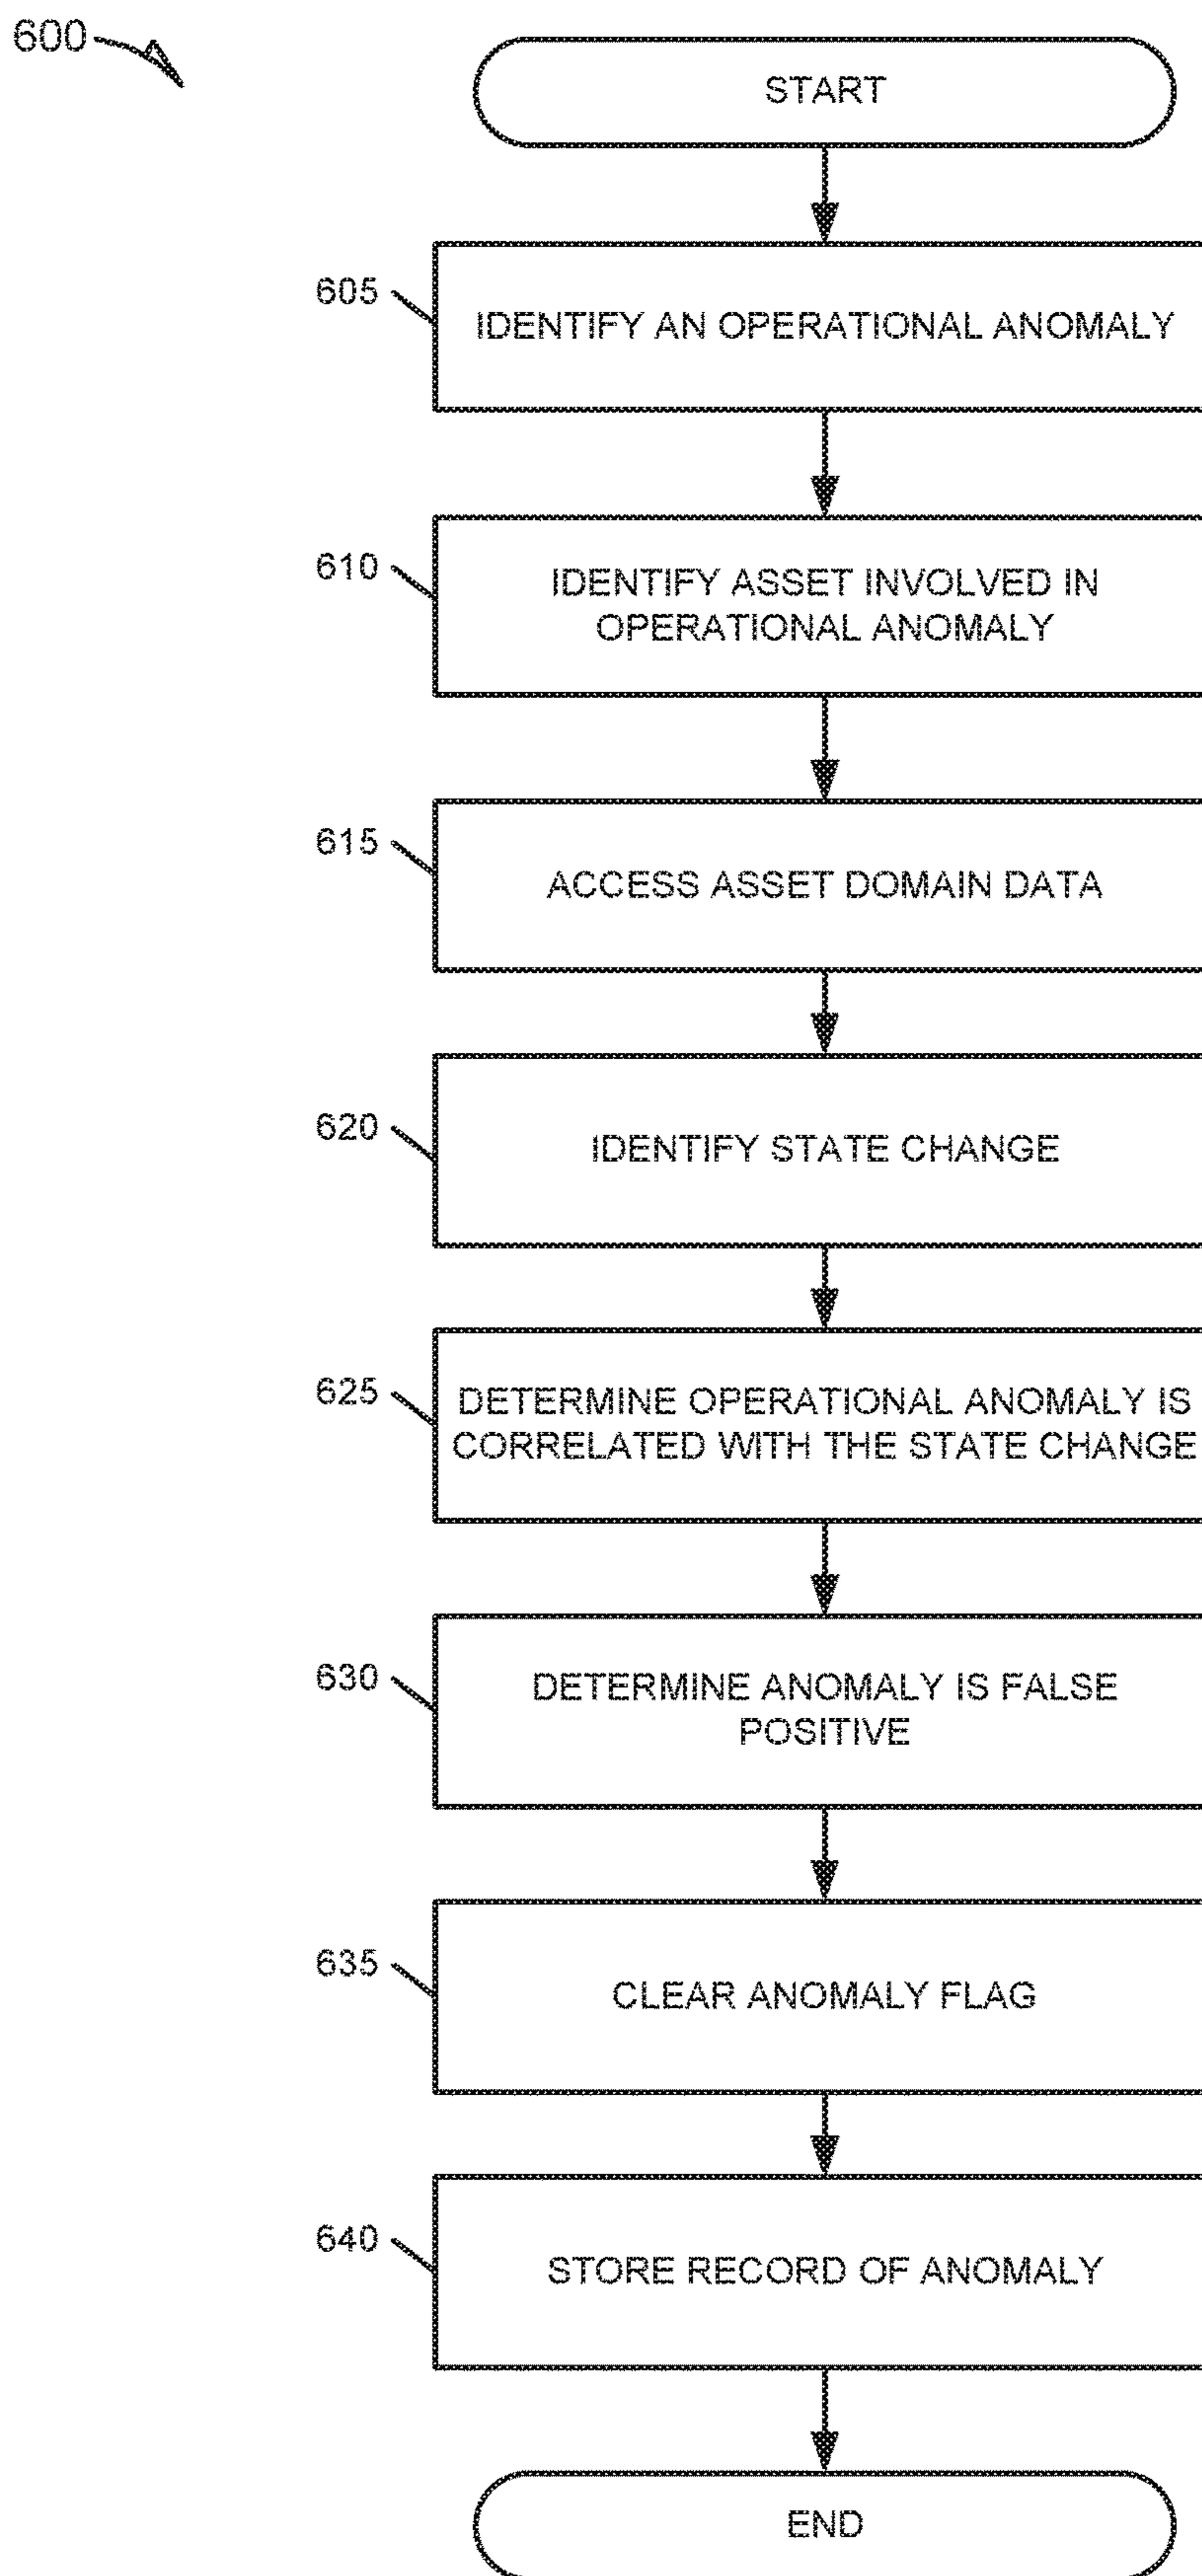 600
START
605
IDENTIFY AN OPERATIONAL ANOMALY
610
IDENTIFY ASSET INVOLVED IN
OPERATIONAL ANOMALY
615
ACCESS ASSET DOMAIN DATA
620
IDENTIFY STATE CHANGE
625
DETERMINE OPERATIONAL ANOMALY IS
CORRELATED WITH THE STATE CHANGE
630
DETERMINE ANOMALY IS FALSE
POSITIVE
635
CLEAR ANOMALY FLAG
640
STORE RECORD OF ANOMALY
END